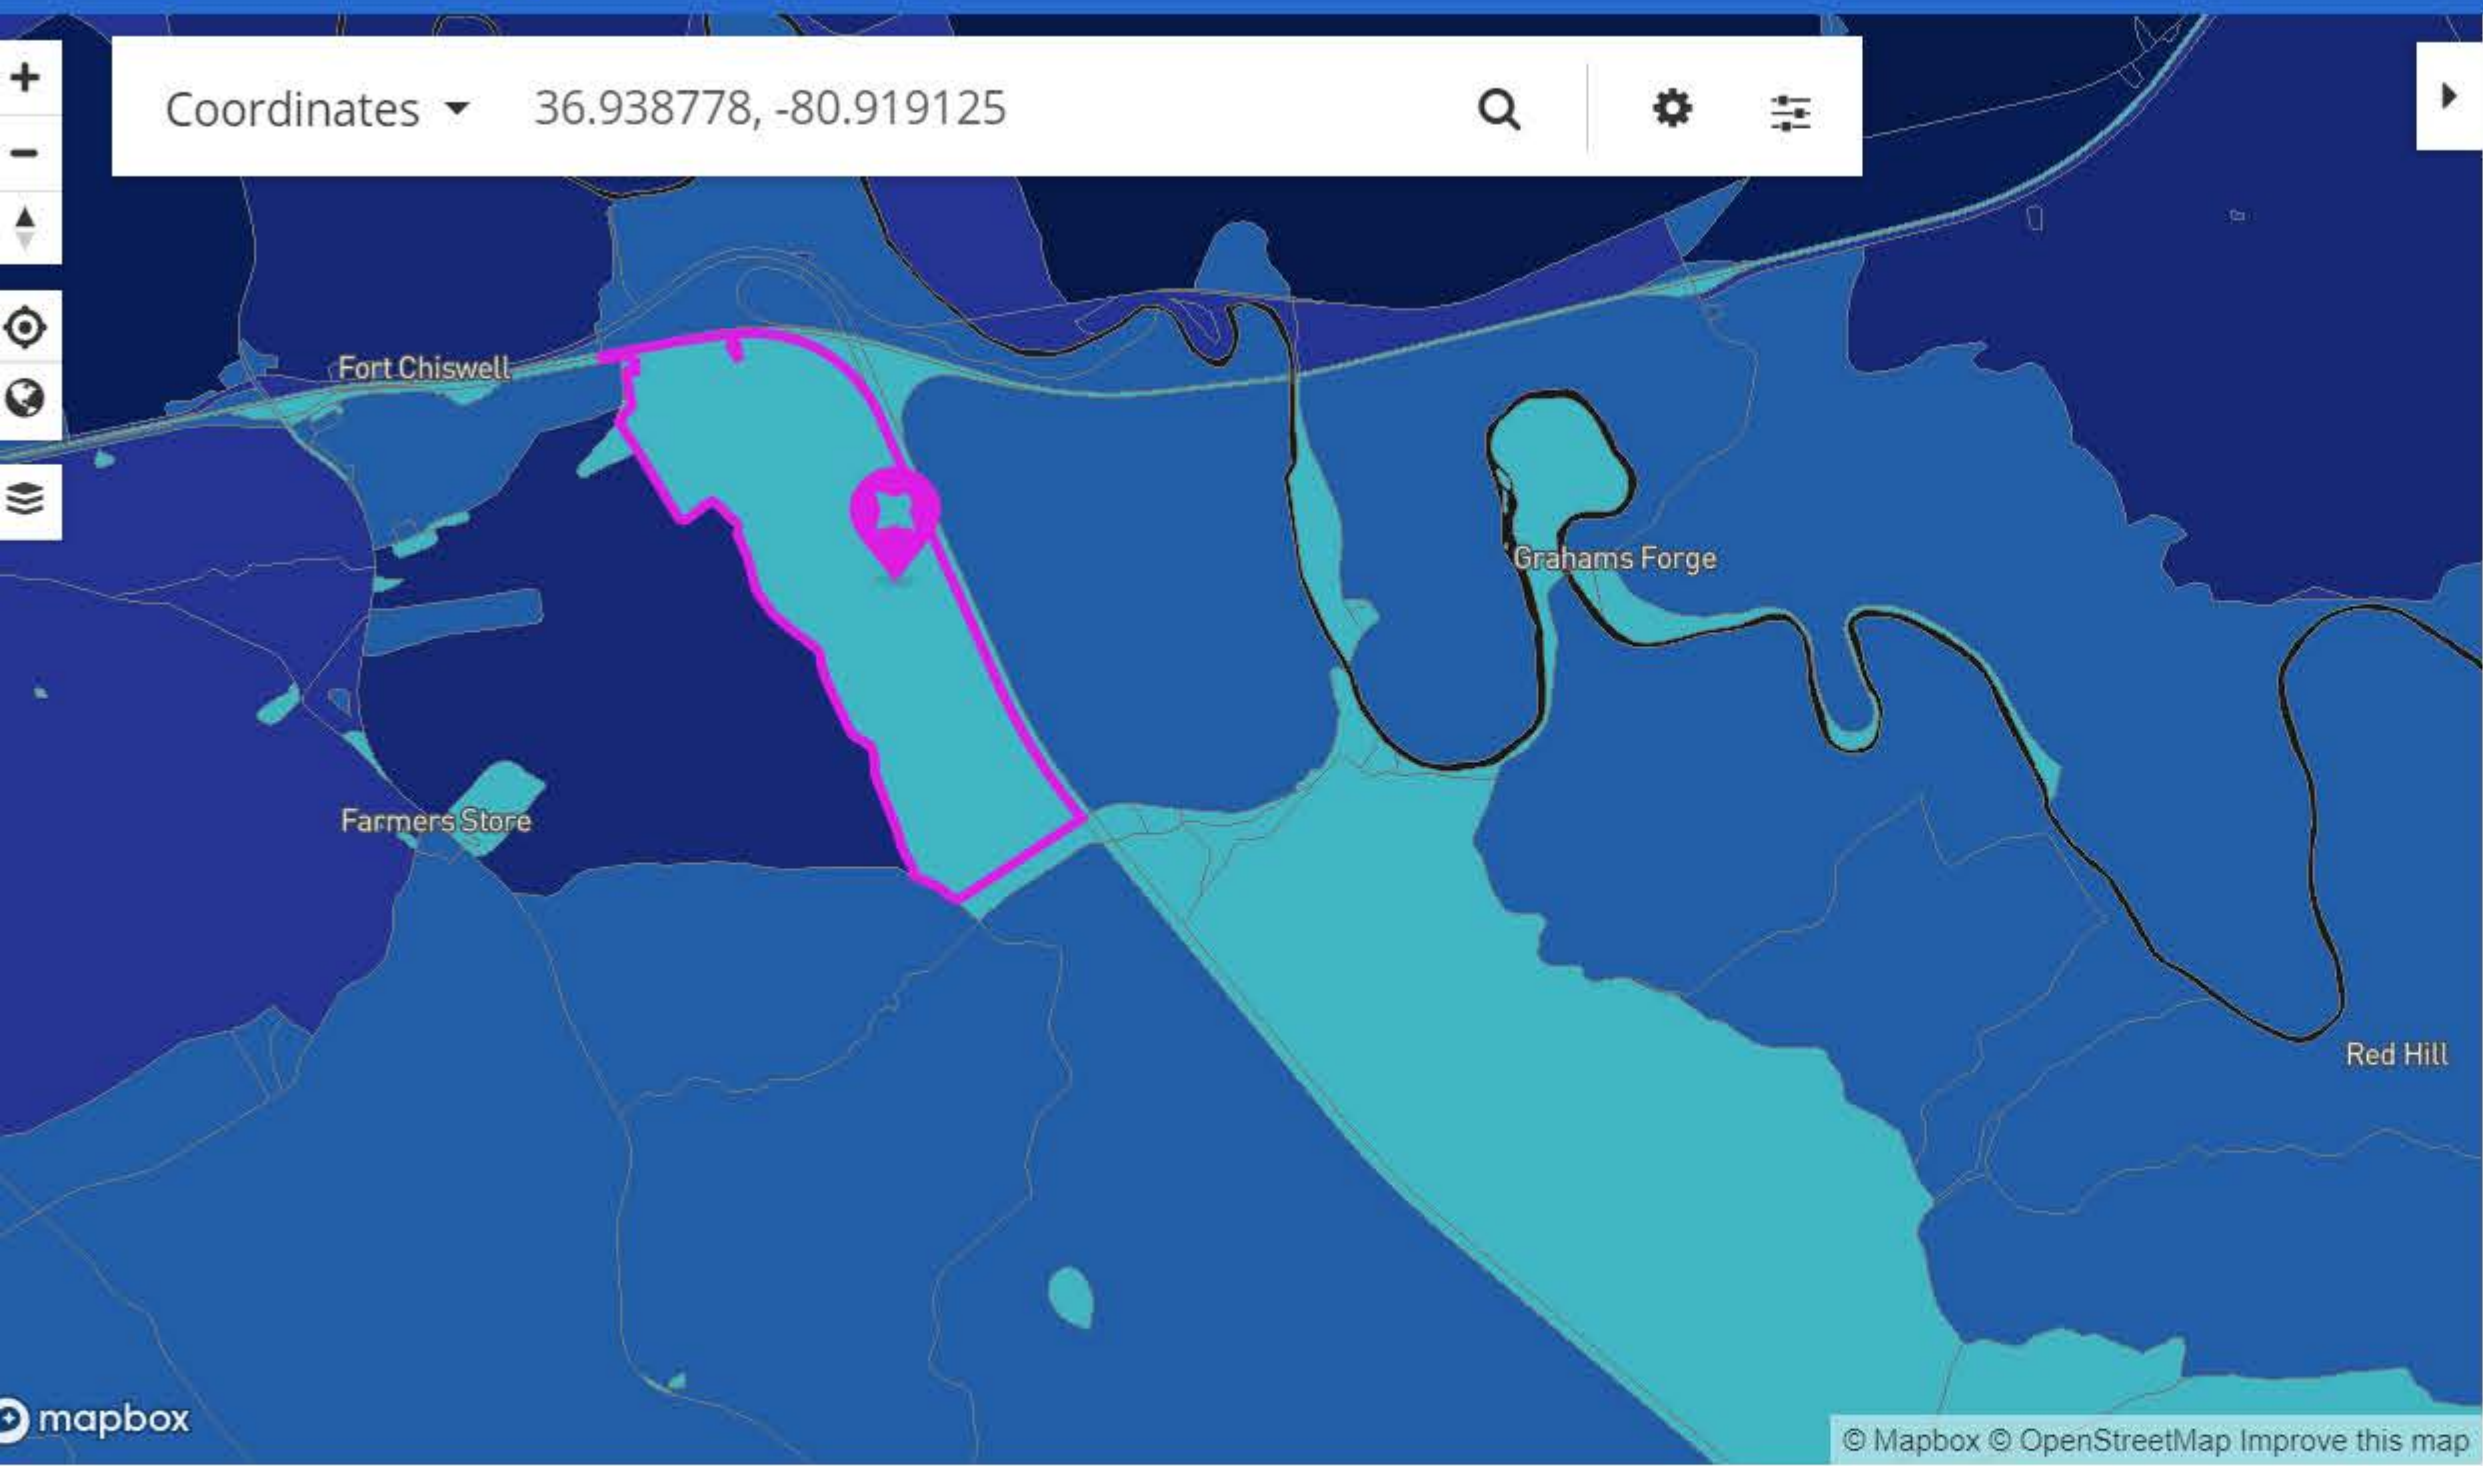 Coordinates 36.938778, -80.919125
Fort Chiswell
Grahams Forge
Farmers Store
Red Hill
mapbox
© Mapbox © OpenStreetMap Improve this map